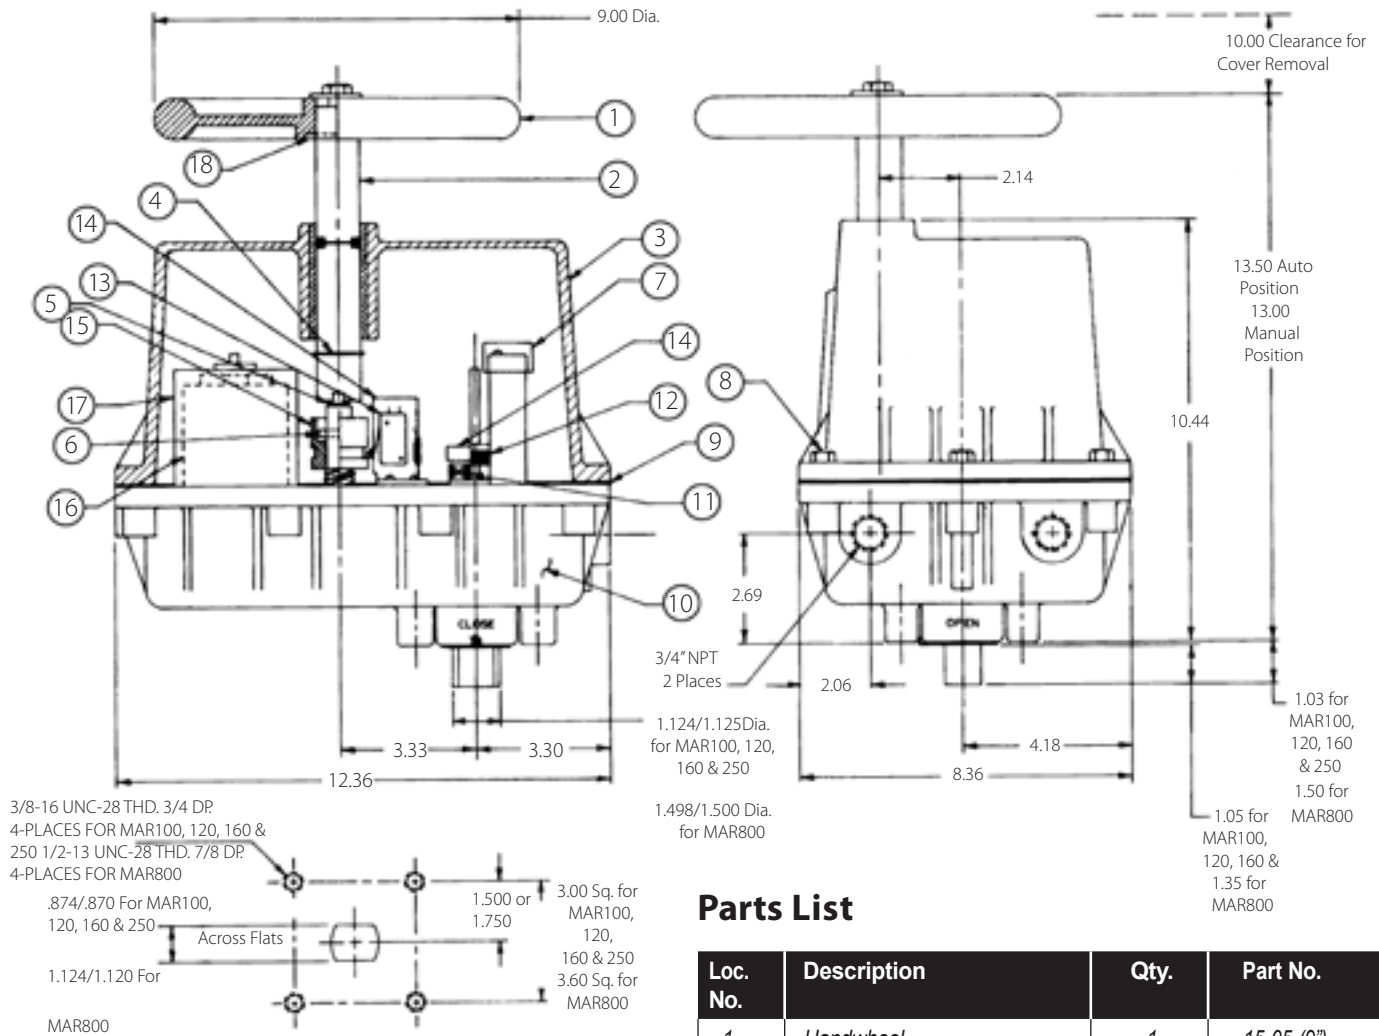 9.00 Dia.
10.00 Clearance for
Cover Removal
1
18
2
2.14
4
14
3
13
7
5
15
14
13.50 Auto
Position
13.00
Manual
Position
8
17
12
10.44
6
9
16
11
10
2.69
CLOSE
OPEN
3/4" NPT
2 Places
2.06
1.124/1.125Dia.
for MAR100, 120,
160 & 250
1.03 for
MAR100,
120, 160
& 250
1.50 for
MAR800
3.33
3.30
4.18
12.36
8.36
1.498/1.500 Dia.
for MAR800
1.05 for
MAR100,
120, 160 &
1.35 for
MAR800
3/8-16 UNC-28 THD. 3/4 DP.
4-PLACES FOR MAR100, 120, 160 &
250 1/2-13 UNC-28 THD. 7/8 DP.
4-PLACES FOR MAR800
.874/.870 For MAR100,
120, 160 & 250
Across Flats
1.124/1.120 For
MAR800
1.500 or
1.750
3.00 Sq. for
MAR100,
120,
160 & 250
3.60 Sq. for
MAR800
Parts List
Loc. No. Description Qty. Part No.
1 Handwheel 1 15-05 (9")